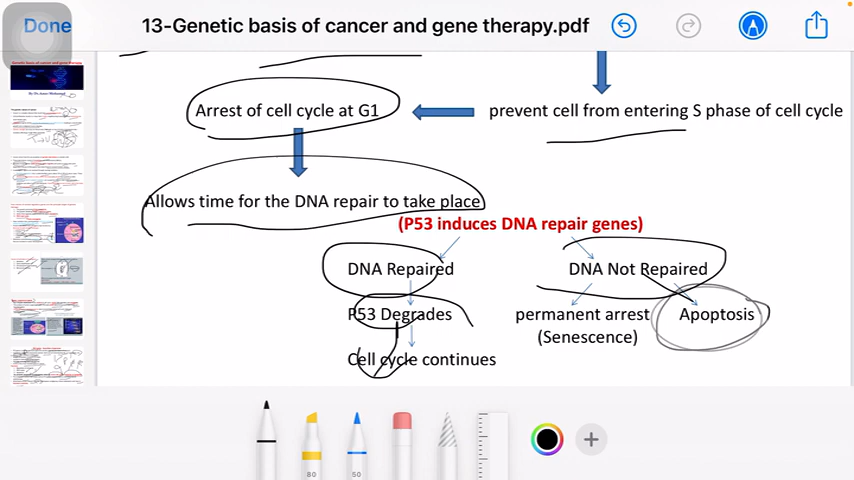 Done
13-Genetic basis of cancer and gene therapy.pdf
Arrest of cell cycle at G1
prevent cell from entering S phase of cell cycle
Allows time for the DNA repair to take place
(P53 induces DNA repair genes)
DNA Repaired
DNA Not Repaired
P53 Degrades
permanent arrest
(Senescence)
Apoptosis
Cell cycle continues
80
50